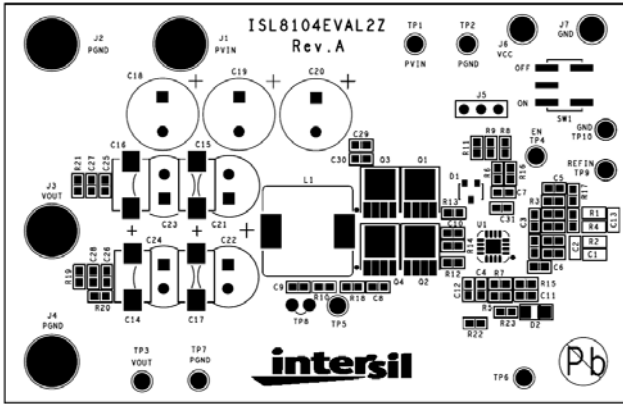 ISL8104EVAL2Z
Rev.A
J2
PGND
J1
PVIN
TP1
PVIN
TP2
PGND
J6
VCC
J7
GND
C18
C19
C20
OFF
ON
SW1
J5
GND
TP10
EN
TP4
REFIN
TP9
C16
C15
C29
C30
Q3
Q1
R11
R9
R8
R6
R16
D1
C7
C31
C5
R17
R3
C3
R1
R4
C13
R2
C2
C1
C6
R21
C27
C25
J3
VOUT
C23
C21
L1
R13
C10
R14
R12
U1
C24
C22
R19
C28
C26
R20
C14
C17
C9
R10
R18
C8
Q4
Q2
C12
C4
R7
R15
C11
R23
D2
R22
TP8
TP5
J4
PGND
TP3
VOUT
TP7
PGND
intersil
TP6
Pb